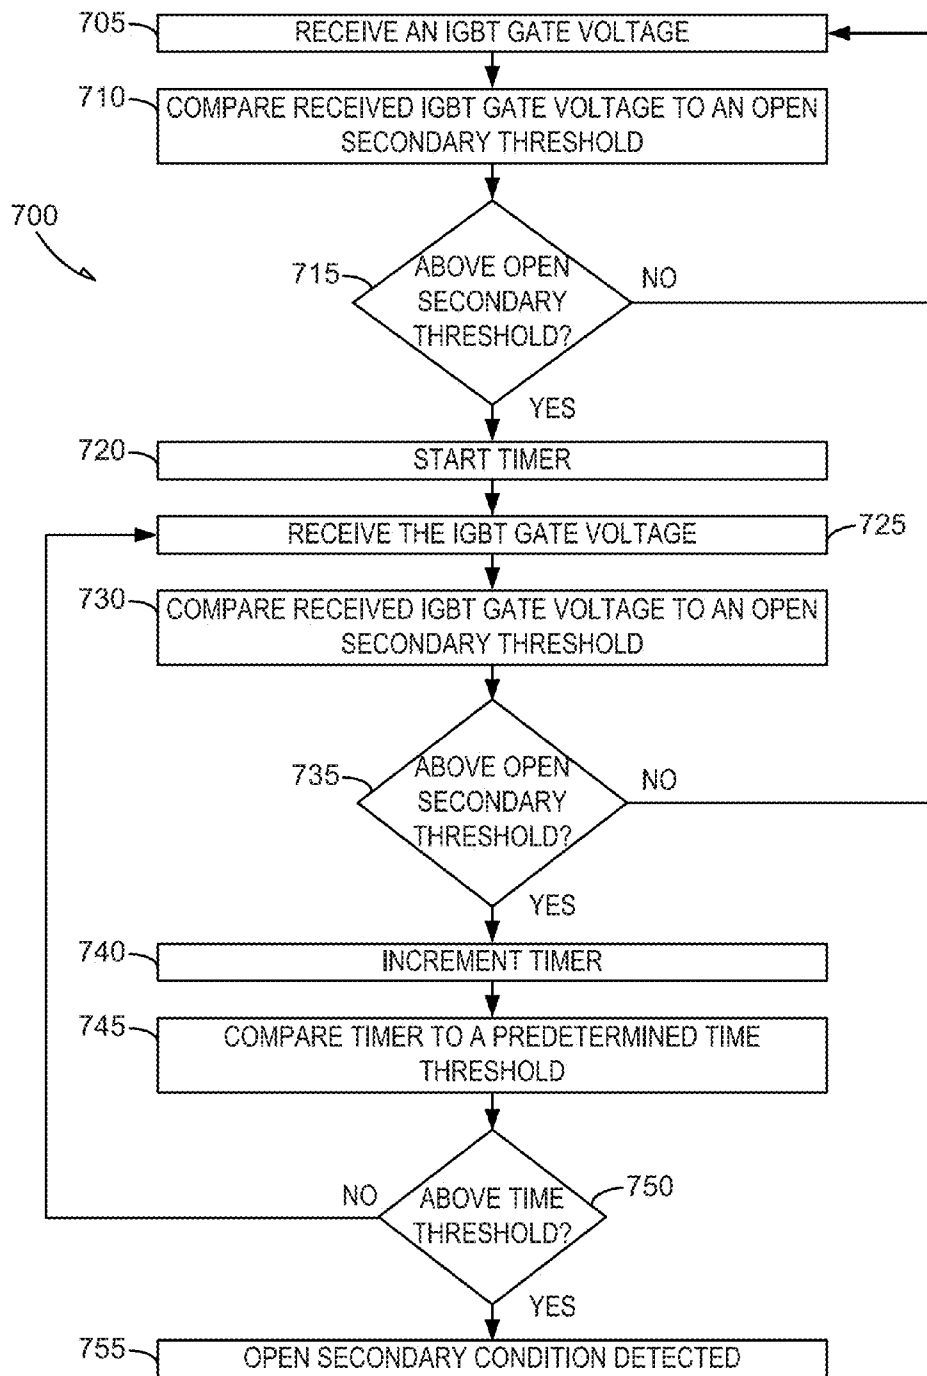 705
RECEIVE AN IGBT GATE VOLTAGE
710
COMPARE RECEIVED IGBT GATE VOLTAGE TO AN OPEN
SECONDARY THRESHOLD
700
715
ABOVE OPEN
SECONDARY
THRESHOLD?
NO
YES
720
START TIMER
RECEIVE THE IGBT GATE VOLTAGE
725
730
COMPARE RECEIVED IGBT GATE VOLTAGE TO AN OPEN
SECONDARY THRESHOLD
735
ABOVE OPEN
SECONDARY
THRESHOLD?
NO
YES
740
INCREMENT TIMER
745
COMPARE TIMER TO A PREDETERMINED TIME
THRESHOLD
NO
ABOVE TIME
THRESHOLD?
750
YES
755
OPEN SECONDARY CONDITION DETECTED